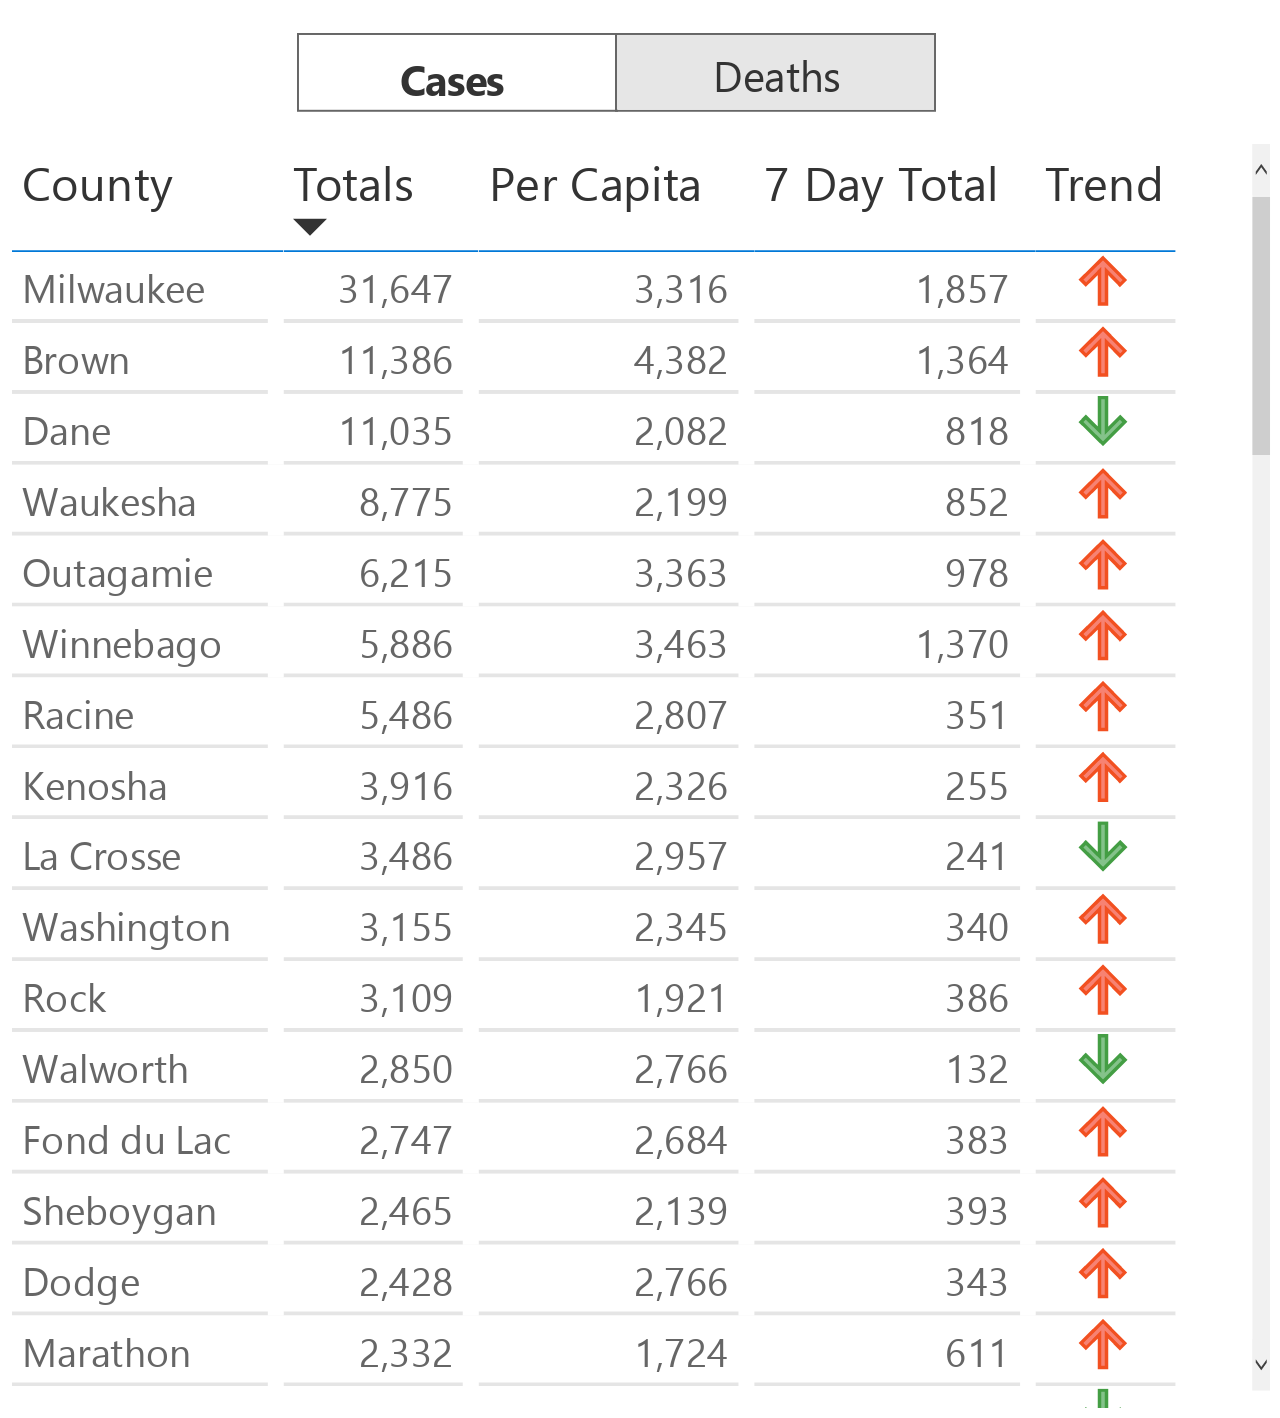 Cases Deaths
County Totals Per Capita 7 Day Total Trend
Milwaukee 31,647 3,316 1,857
Brown 11,386 4,382 1,364
Dane 11,035 2,082 818
Waukesha 8,775 2,199 852
Outagamie 6,215 3,363 978
Winnebago 5,886 3,463 1,370
Racine 5,486 2,807 351
Kenosha 3,916 2,326 255
La Crosse 3,486 2,957 241
Washington 3,155 2,345 340
Rock 3,109 1,921 386
Walworth 2,850 2,766 132
Fond du Lac 2,747 2,684 383
Sheboygan 2,465 2,139 393
Dodge 2,428 2,766 343
Marathon 2,332 1,724 611